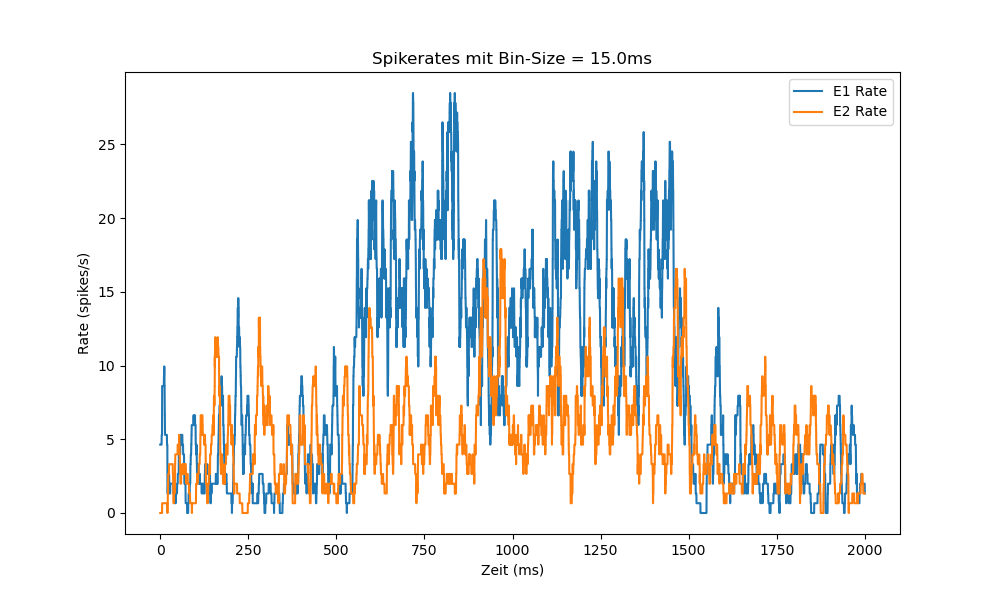 Spikerates mit Bin-Size = 15.0ms
E1 Rate
E2 Rate
Rate (spikes/s)
25
20
15
10
5
0
0 250 500 750 1000 1250 1500 1750 2000
Zeit (ms)